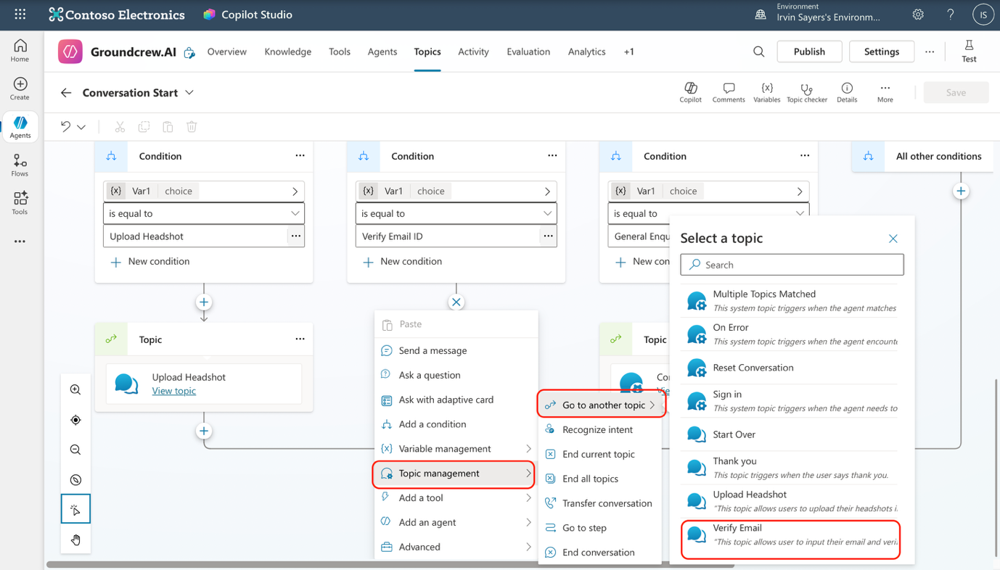 Contoso Electronics
Copilot Studio
Environment
Irvin Sayers's Environm...
?
IS
Home
Create
Agents
Flows
Tools
Groundcrew.AI
Overview
Knowledge
Tools
Agents
Topics
Activity
Evaluation
Analytics
+1
Publish
Settings
Test
Conversation Start
Copilot
Comments
{x}
Variables
Topic checker
Details
More
Save
Condition
{x} Var1 choice
is equal to
Upload Headshot
New condition
Condition
{x} Var1 choice
is equal to
Verify Email ID
New condition
Condition
{x} Var1 choice
is equal to
General Enqu
New con
All other conditions
Topic
Upload Headshot
View topic
Topic
Co
Vie
Paste
Send a message
Ask a question
Ask with adaptive card
Add a condition
{x} Variable management
Topic management
Add a tool
Add an agent
Advanced
Go to another topic
Recognize intent
End current topic
End all topics
Transfer conversation
Go to step
End conversation
Select a topic
Search
Multiple Topics Matched
This system topic triggers when the agent matches
On Error
This system topic triggers when the agent encounte
Reset Conversation
Sign in
This system topic triggers when the agent needs to
Start Over
Thank you
This topic triggers when the user says thank you.
Upload Headshot
"This topic allows users to upload their headshots i
Verify Email
"This topic allows user to input their email and veri